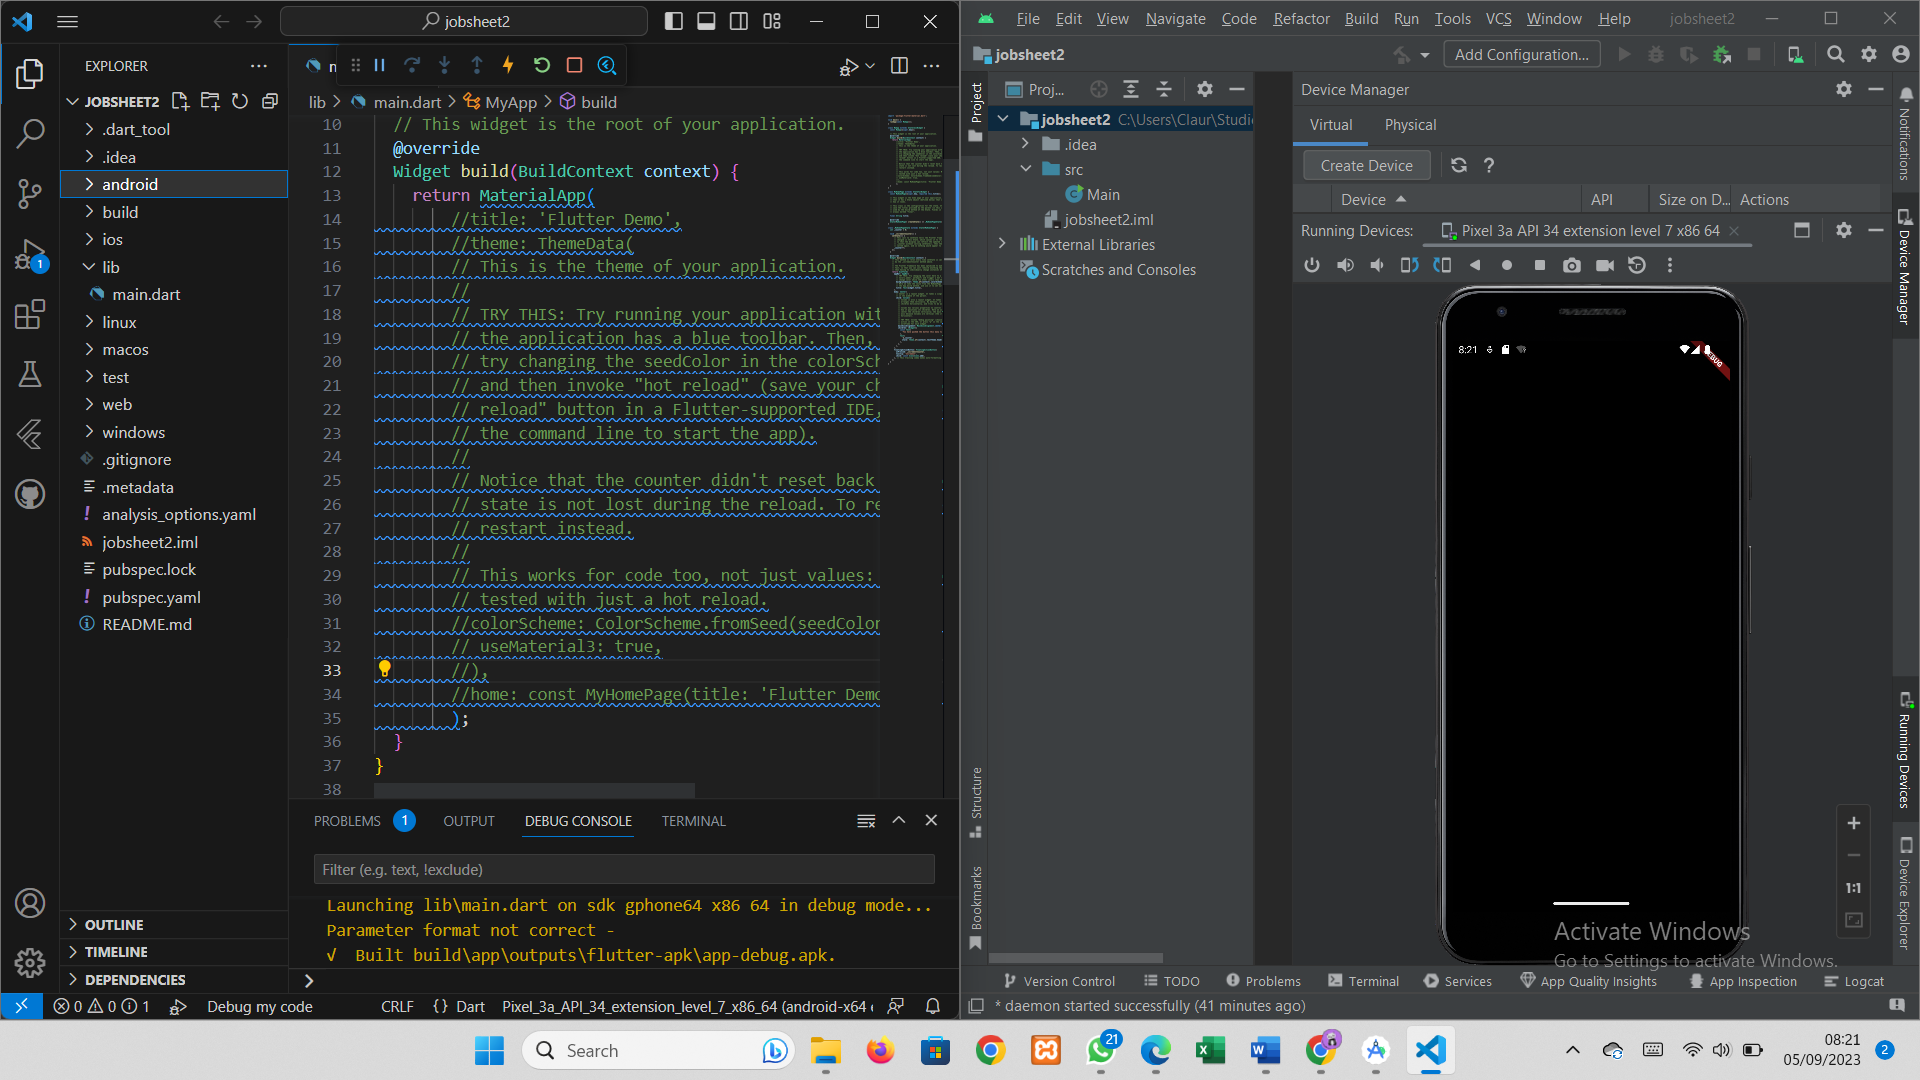 jobsheet2
EXPLORER
JOBSHEET2
.dart_tool
.idea
android
build
ios
lib
main.dart
linux
macos
test
web
windows
.gitignore
.metadata
analysis_options.yaml
jobsheet2.iml
pubspec.lock
pubspec.yaml
README.md
OUTLINE
TIMELINE
DEPENDENCIES
lib > main.dart > MyApp > build
10 // This widget is the root of your application.
11 @override
12 Widget build(BuildContext context) {
13 return MaterialApp(
14 //title: 'Flutter Demo',
15 //theme: ThemeData(
16 // This is the theme of your application.
17 //
18 // TRY THIS: Try running your application wit
19 // the application has a blue toolbar. Then,
20 // try changing the seedColor in the colorSch
21 // and then invoke "hot reload" (save your ch
22 // reload" button in a Flutter-supported IDE,
23 // the command line to start the app).
24 //
25 // Notice that the counter didn't reset back
26 // state is not lost during the reload. To re
27 // restart instead.
28 //
29 // This works for code too, not just values:
30 // tested with just a hot reload.
31 //colorScheme: ColorScheme.fromSeed(seedColor
32 // useMaterial3: true,
33 //),
34 //home: const MyHomePage(title: 'Flutter Demo
35 );
36 }
37 }
38
PROBLEMS 1 OUTPUT DEBUG CONSOLE TERMINAL
Filter (e.g. text, !exclude)
Launching lib\main.dart on sdk gphone64 x86 64 in debug mode...
Parameter format not correct -
√ Built build\app\outputs\flutter-apk\app-debug.apk.
0 0 1 Debug my code CRLF {} Dart Pixel_3a_API_34_extension_level_7_x86_64 (android-x64
File Edit View Navigate Code Refactor Build Run Tools VCS Window Help jobsheet2
jobsheet2 Add Configuration...
Project
Proj...
jobsheet2 C:\Users\Claur\Studi
.idea
src
Main
jobsheet2.iml
External Libraries
Scratches and Consoles
Structure
Bookmarks
Device Manager
Virtual Physical
Create Device ?
Device API Size on D... Actions
Running Devices: Pixel 3a API 34 extension level 7 x86 64
8:21
DEBUG
1:1
Notifications
Device Manager
Running Devices
Device Explorer
Activate Windows
Go to Settings to activate Windows.
Version Control TODO Problems Terminal Services App Quality Insights App Inspection Logcat
* daemon started successfully (41 minutes ago)
Search
21
08:21
05/09/2023
2